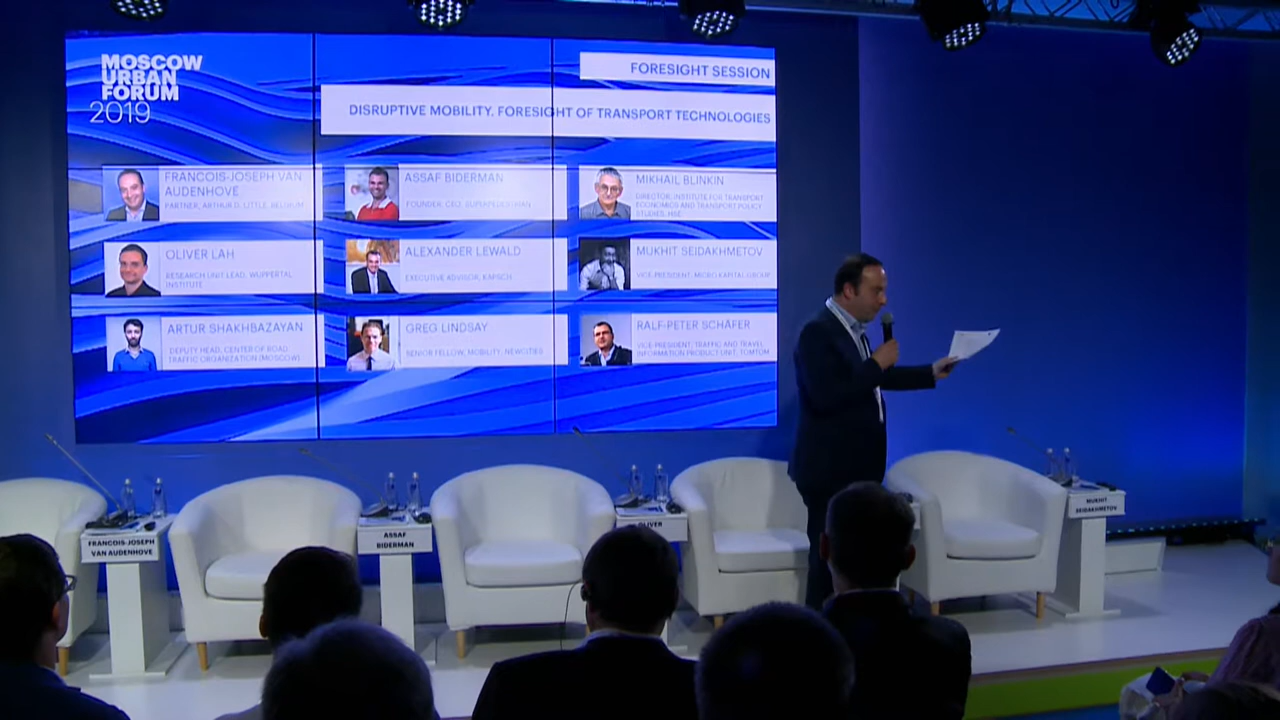 MOSCOW
URBAN
FORUM
2019
FORESIGHT SESSION
DISRUPTIVE MOBILITY. FORESIGHT OF TRANSPORT TECHNOLOGIES
FRANCOIS-JOSEPH VAN
AUDENHOVE
PARTNER, ARTHUR D. LITTLE, BELGIUM
ASSAF BIDERMAN
FOUNDER, CEO, SUPERPEDESTRIAN
MIKHAIL BLINKIN
DIRECTOR, INSTITUTE FOR TRANSPORT
ECONOMICS AND TRANSPORT POLICY
STUDIES, HSE
OLIVER LAH
RESEARCH UNIT LEAD, WUPPERTAL
INSTITUTE
ALEXANDER LEWALD
EXECUTIVE ADVISOR, KAPSCH
MUKHIT SEIDAKHMETOV
VICE-PRESIDENT, MICRO KAPITAL GROUP
ARTUR SHAKHBAZAYAN
DEPUTY HEAD, CENTER OF ROAD
TRAFFIC ORGANIZATION (MOSCOW)
GREG LINDSAY
SENIOR FELLOW, MOBILITY, NEWCITIES
RALF-PETER SCHÄFER
VICE-PRESIDENT, TRAFFIC AND TRAVEL
INFORMATION PRODUCT UNIT, TOMTOM
FRANCOIS-JOSEPH
VAN AUDENHOVE
ASSAF
BIDERMAN
OLIVER
MUKHIT
SEIDAKHMETOV